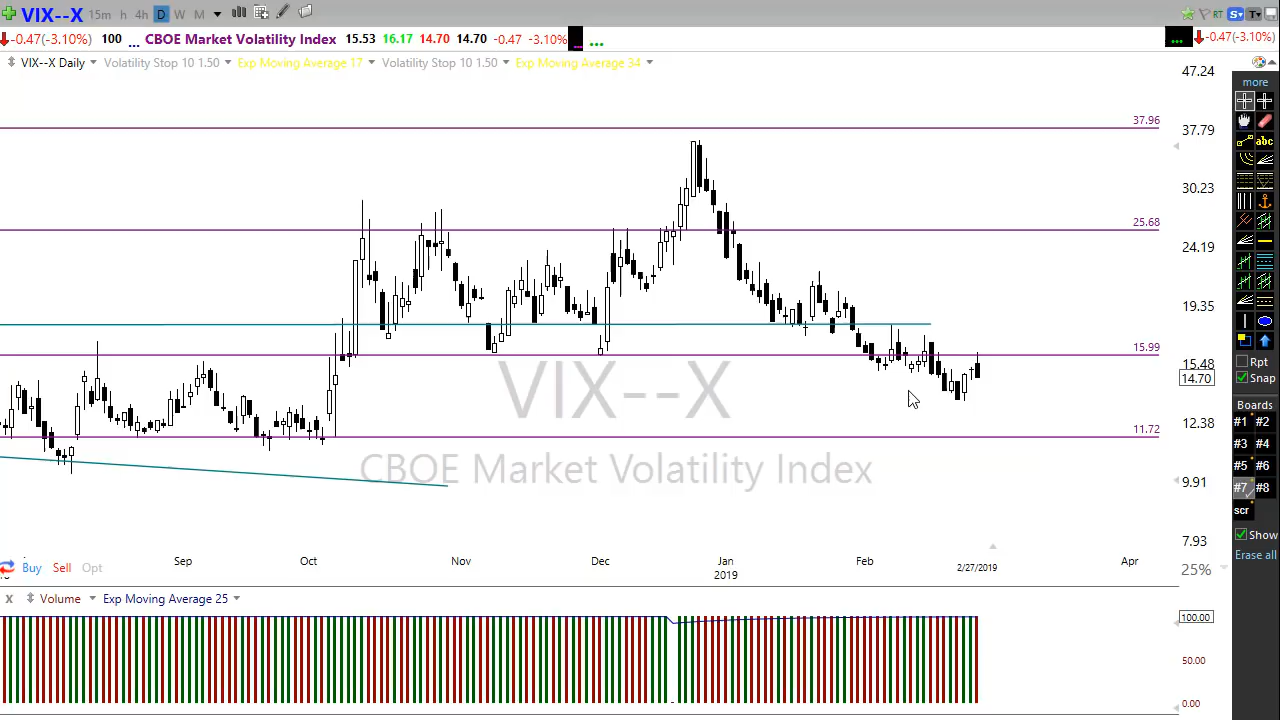 VIX--X 15m h 4h D W M RT S T
-0.47(-3.10%) 100 ... CBOE Market Volatility Index 15.53 16.17 14.70 14.70 -0.47 -3.10% ... ... -0.47(-3.10%)
VIX--X Daily Volatility Stop 10 1.50 Exp Moving Average 17 Volatility Stop 10 1.50 Exp Moving Average 34
47.24
more
37.96
37.79
abc
30.23
25.68
24.19
19.35
15.99
15.48
14.70
Rpt
Snap
VIX--X
Boards
12.38
#1 #2
11.72
#3 #4
CBOE Market Volatility Index
#5 #6
9.91
#7 #8
scr
Show
7.93
Erase all
Sep Oct Nov Dec Jan Feb Apr
2019 2/27/2019
Buy Sell Opt 25%
X Volume Exp Moving Average 25
100.00
50.00
0.00